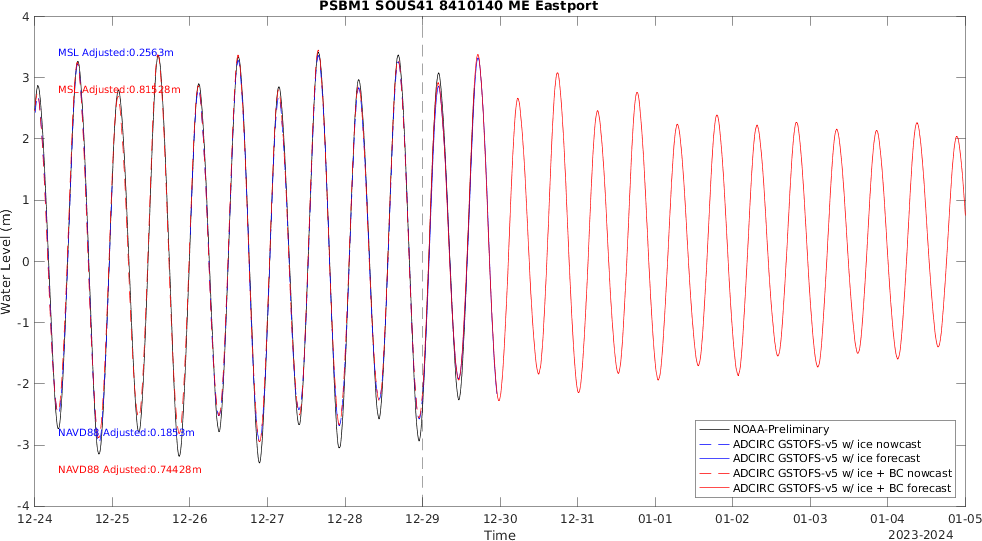 PSBM1 SOUS41 8410140 ME Eastport
4
3
2
1
0
-1
-2
-3
-4
Water Level (m)
MSL Adjusted:0.2563m
MSL Adjusted:0.81528m
NAVD88 Adjusted:0.1853m
NAVD88 Adjusted:0.74428m
NOAA-Preliminary
ADCIRC GSTOFS-v5 w/ ice nowcast
ADCIRC GSTOFS-v5 w/ ice forecast
ADCIRC GSTOFS-v5 w/ ice + BC nowcast
ADCIRC GSTOFS-v5 w/ ice + BC forecast
12-24 12-25 12-26 12-27 12-28 12-29 12-30 12-31 01-01 01-02 01-03 01-04 01-05
Time
2023-2024